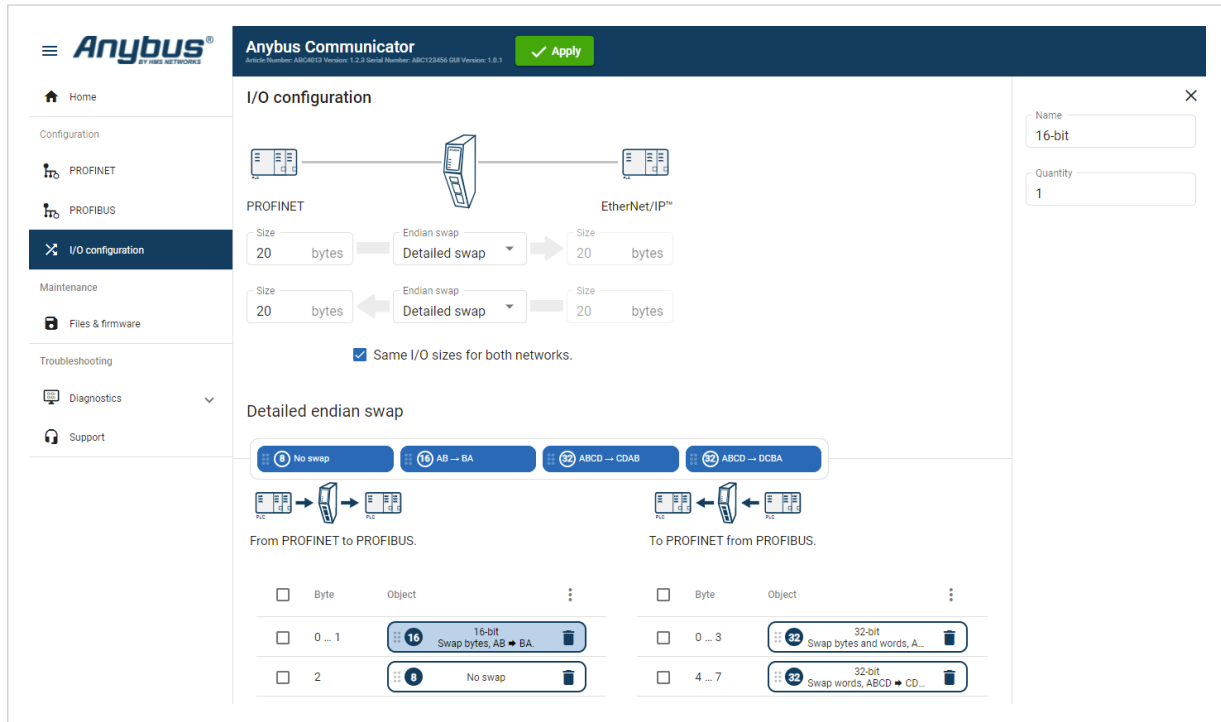 Anybus®
BY HMS NETWORKS
Anybus Communicator
Article Number: ABC4013 Version: 1.2.3 Serial Number: ABC123456 GUI Version: 1.0.1
Apply
Home
Configuration
PROFINET
PROFIBUS
I/O configuration
Maintenance
Files & firmware
Troubleshooting
Diagnostics
Support
I/O configuration
PLC
PLC
PROFINET
EtherNet/IP™
Size
20 bytes
Endian swap
Detailed swap
Size
20 bytes
Size
20 bytes
Endian swap
Detailed swap
Size
20 bytes
Same I/O sizes for both networks.
Detailed endian swap
8 No swap
16 AB → BA
32 ABCD → CDAB
32 ABCD → DCBA
PLC
PLC
From PROFINET to PROFIBUS.
Byte Object
0 ... 1
16
16-bit
Swap bytes, AB ➡ BA.
2
8
No swap
PLC
PLC
To PROFINET from PROFIBUS.
Byte Object
0 ... 3
32
32-bit
Swap bytes and words, A...
4 ... 7
32
32-bit
Swap words, ABCD ➡ CD...
Name
16-bit
Quantity
1